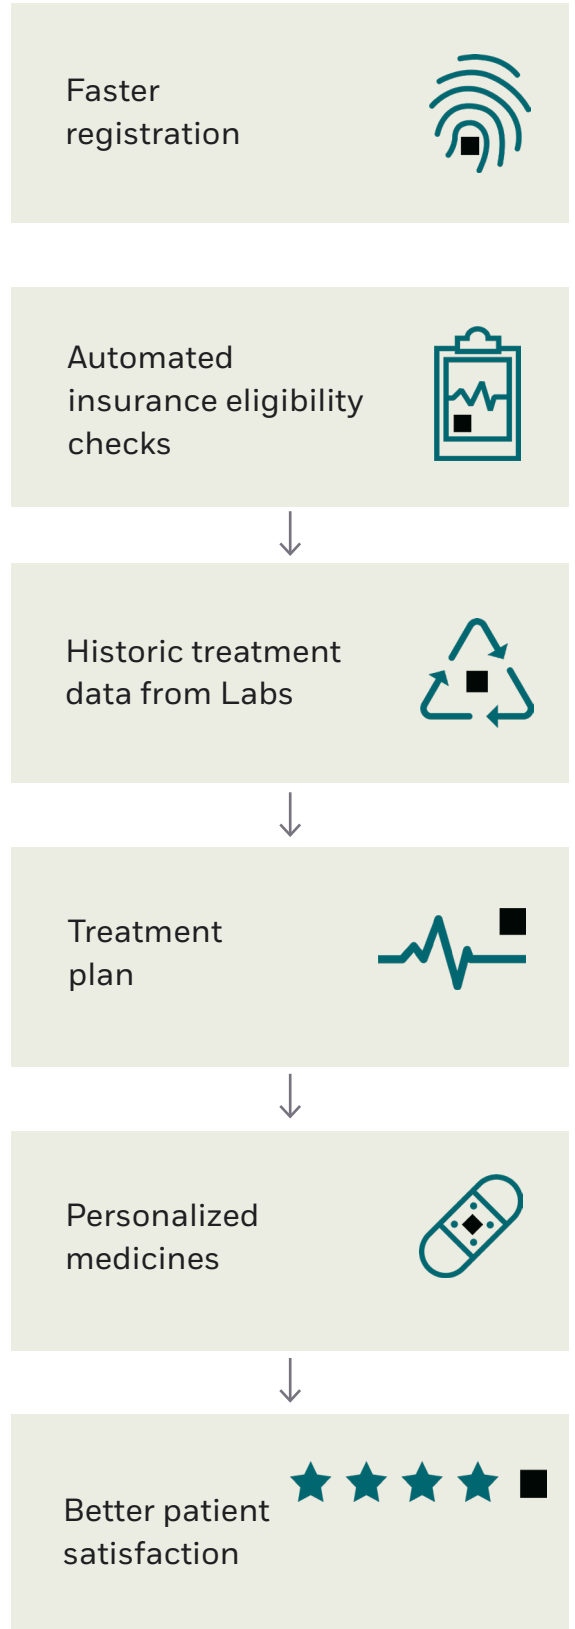 Faster
registration
Automated
insurance eligibility
checks
Historic treatment
data from Labs
Treatment
plan
Personalized
medicines
Better patient
satisfaction